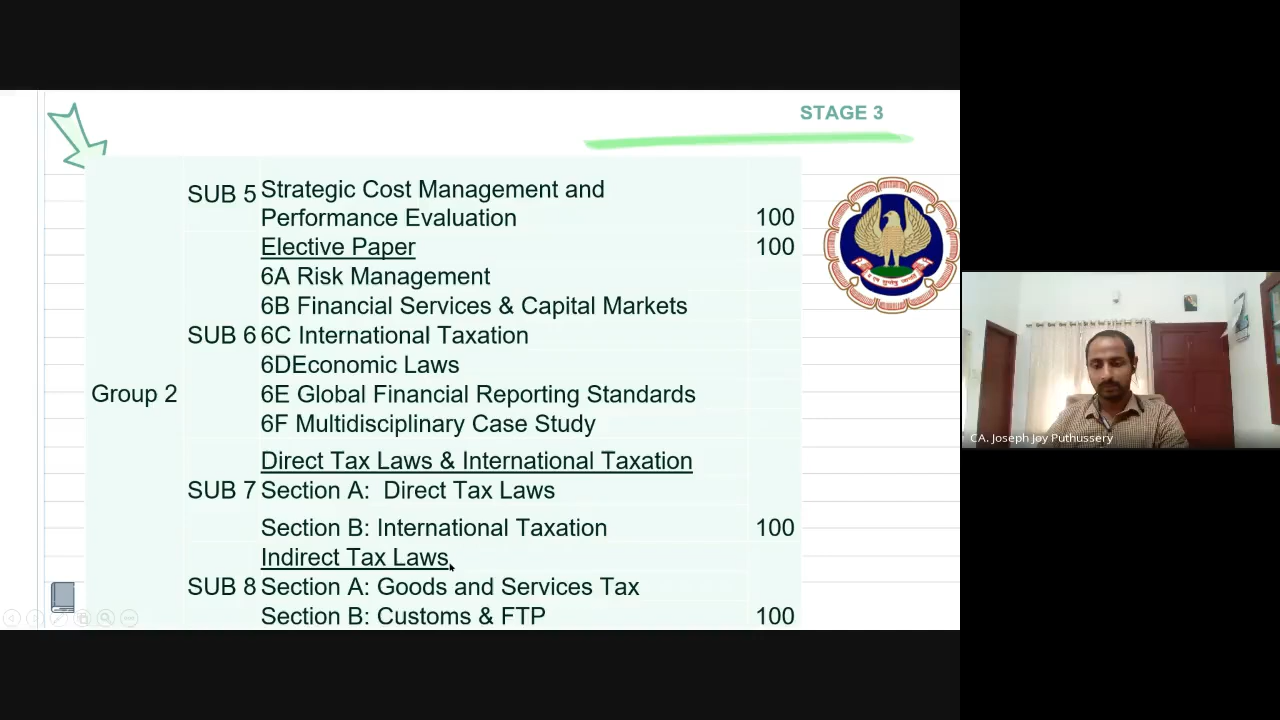 STAGE 3
SUB 5 Strategic Cost Management and
Performance Evaluation 100
Elective Paper 100
6A Risk Management
6B Financial Services & Capital Markets
SUB 6 6C International Taxation
6DEconomic Laws
Group 2 6E Global Financial Reporting Standards
6F Multidisciplinary Case Study
Direct Tax Laws & International Taxation
SUB 7 Section A: Direct Tax Laws
Section B: International Taxation 100
Indirect Tax Laws
SUB 8 Section A: Goods and Services Tax
Section B: Customs & FTP 100
CA. Joseph Joy Puthussery